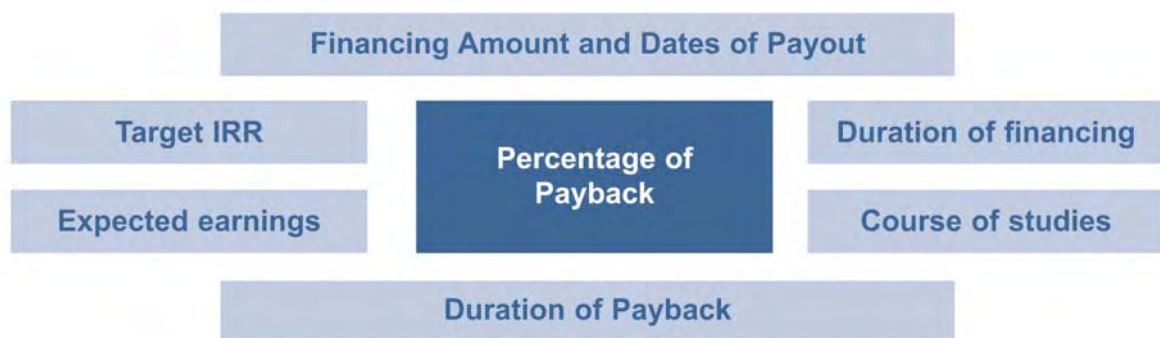 Financing Amount and Dates of Payout
Target IRR
Percentage of
Payback
Duration of financing
Expected earnings
Course of studies
Duration of Payback